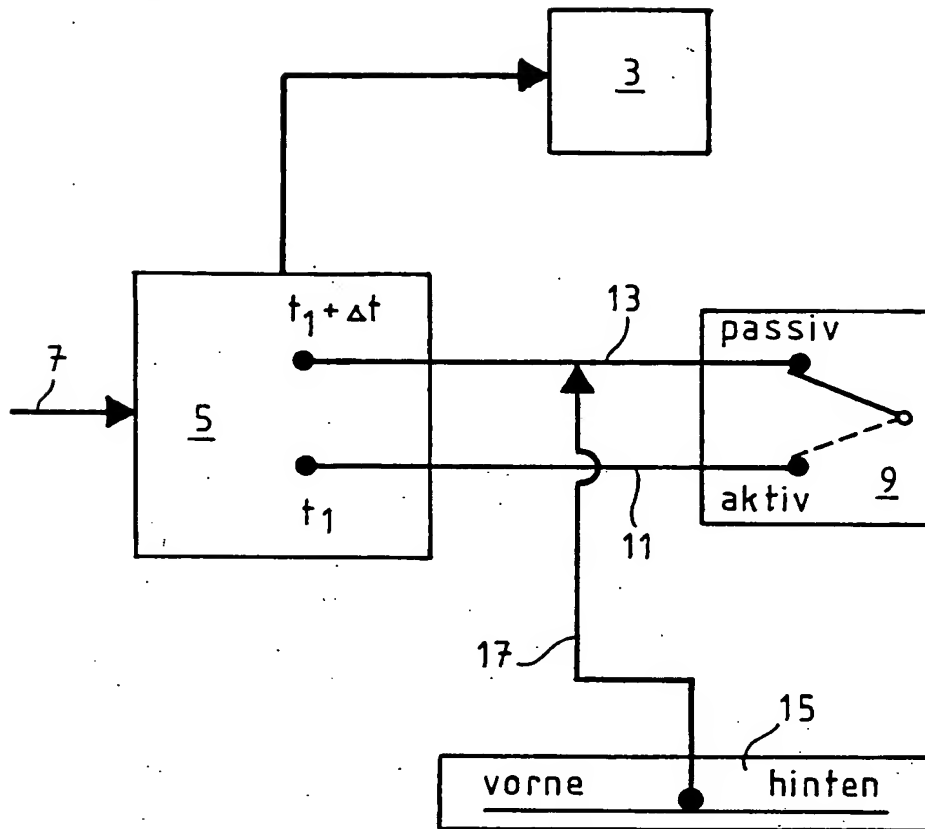 3
t₁ + Δt
13
passiv
7
5
t₁
11
aktiv
9
17
15
vorne hinten